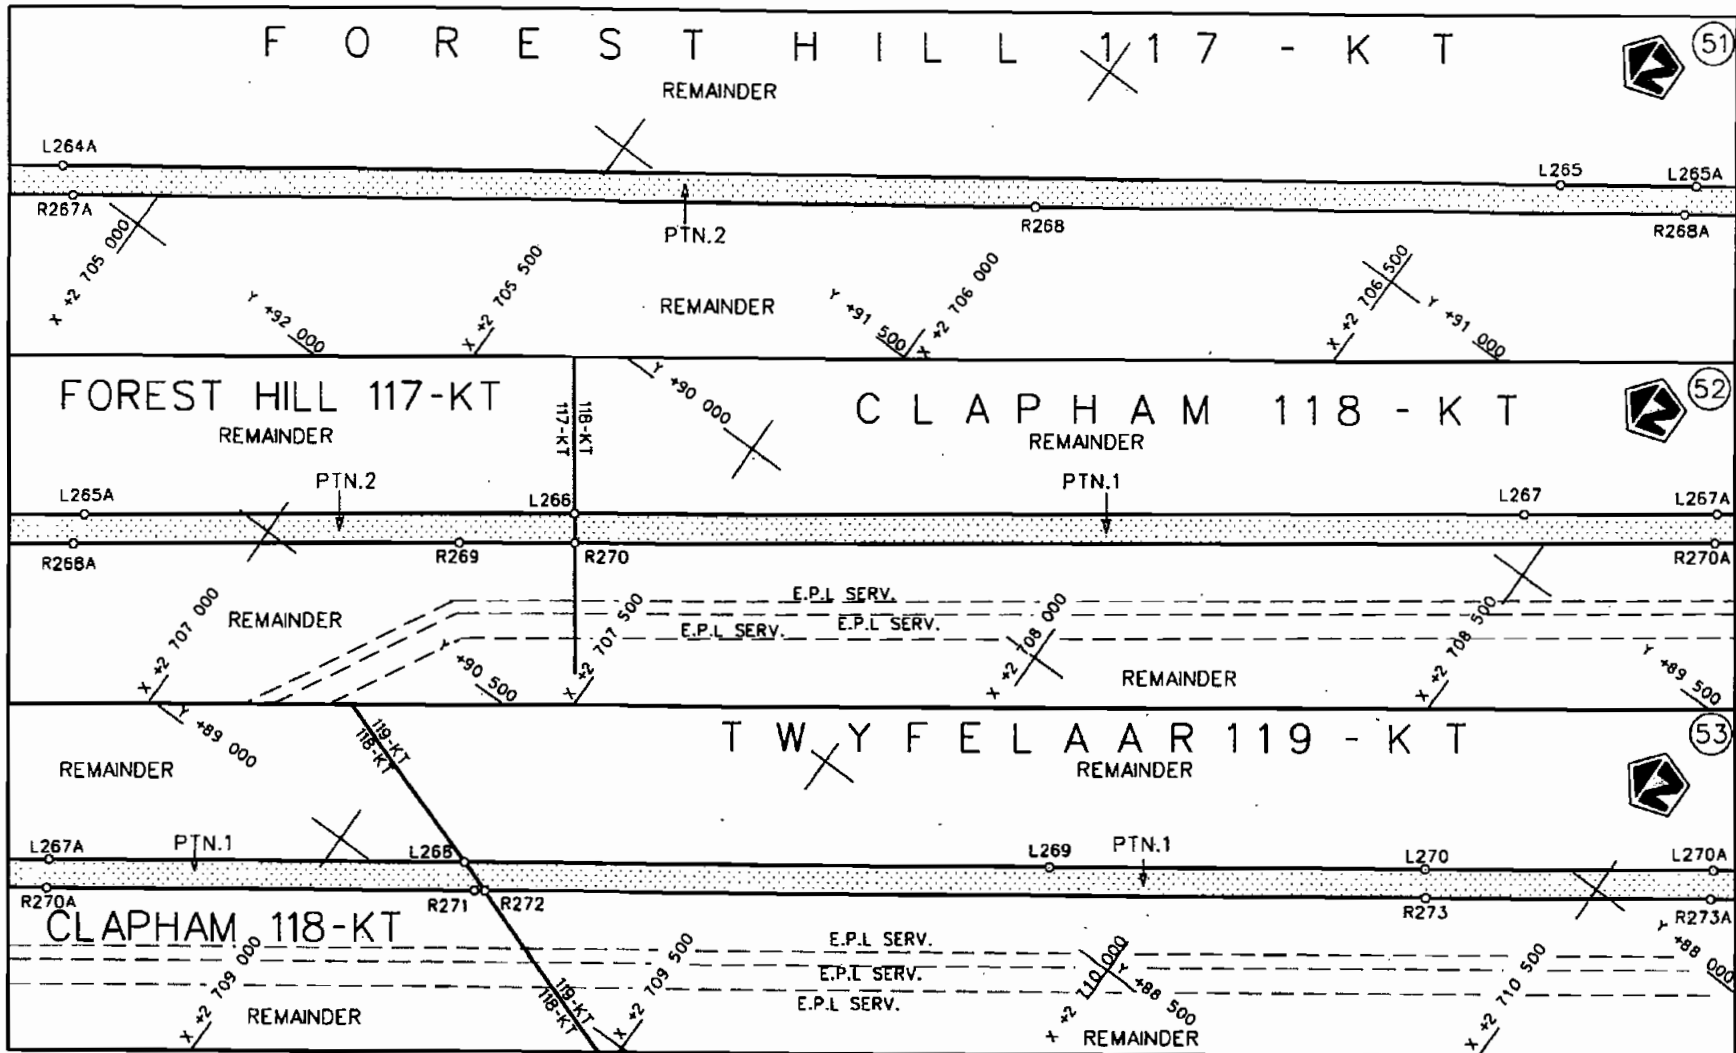 FOREST HILL 117 - KT
51
REMAINDER
L264A
L265
L265A
R267A
PTN.2
R268
R268A
X +2 705 000
Y +92 000
X +2 705 500
REMAINDER
Y +91 500
X +2 706 000
X +2 706 500
Y +91 000
FOREST HILL 117-KT
REMAINDER
117-KT
118-KT
Y +90 000
CLAPHAM 118 - KT
REMAINDER
52
L265A
PTN.2
L266
PTN.1
L267
L267A
R268A
R269
R270
R270A
E.P.L SERV.
E.P.L SERV.
E.P.L SERV.
REMAINDER
X +2 707 000
Y +90 500
X +2 707 500
X +2 708 000
REMAINDER
X +2 708 500
Y +89 500
Y +89 000
119-KT
118-KT
TWYFELAAR 119 - KT
REMAINDER
53
REMAINDER
L267A
PTN.1
L268
L269
PTN.1
L270
L270A
R270A
R271
R272
R273
R273A
CLAPHAM 118-KT
E.P.L SERV.
E.P.L SERV.
E.P.L SERV.
X +2 709 000
REMAINDER
119-KT
118-KT
X +2 709 500
X +2 710 000
Y +88 500
REMAINDER
X +2 710 500
Y +88 000